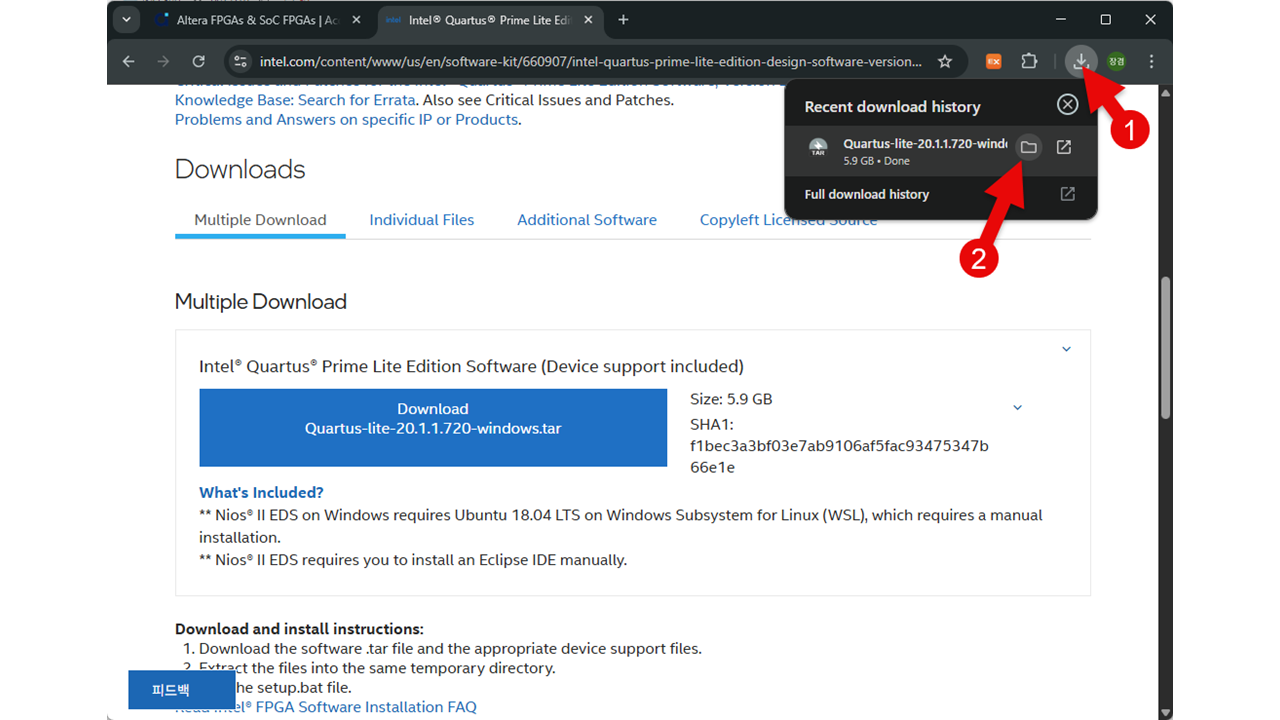 Altera FPGAs & SoC FPGAs | Ac
intel Intel® Quartus® Prime Lite Edi
intel.com/content/www/us/en/software-kit/660907/intel-quartus-prime-lite-edition-design-software-version...
장겸
Knowledge Base: Search for Errata. Also see Critical Issues and Patches.
Problems and Answers on specific IP or Products.
Recent download history
1
TAR
Quartus-lite-20.1.1.720-windo
5.9 GB • Done
Full download history
2
Downloads
Multiple Download
Individual Files
Additional Software
Copyleft Licensed Source
Multiple Download
Intel® Quartus® Prime Lite Edition Software (Device support included)
Download
Quartus-lite-20.1.1.720-windows.tar
Size: 5.9 GB
SHA1:
f1bec3a3bf03e7ab9106af5fac93475347b
66e1e
What's Included?
** Nios® II EDS on Windows requires Ubuntu 18.04 LTS on Windows Subsystem for Linux (WSL), which requires a manual
installation.
** Nios® II EDS requires you to install an Eclipse IDE manually.
Download and install instructions:
1. Download the software .tar file and the appropriate device support files.
2. Extract the files into the same temporary directory.
he setup.bat file.
피드백
Read Intel® FPGA Software Installation FAQ